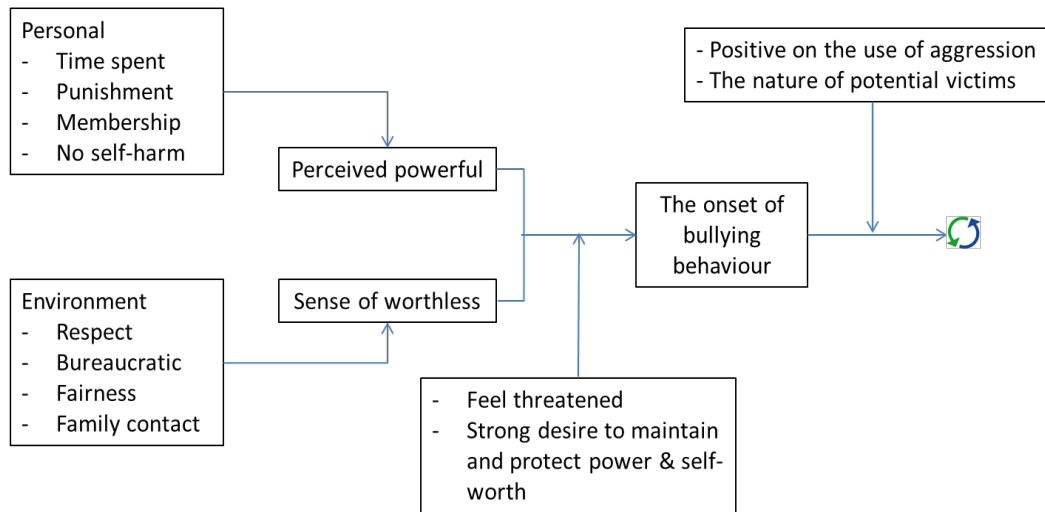 Personal
- Time spent
- Punishment
- Membership
- No self-harm
Perceived powerful
Environment
- Respect
- Bureaucratic
- Fairness
- Family contact
Sense of worthless
- Feel threatened
- Strong desire to maintain
and protect power & self-
worth
The onset of
bullying
behaviour
- Positive on the use of aggression
- The nature of potential victims